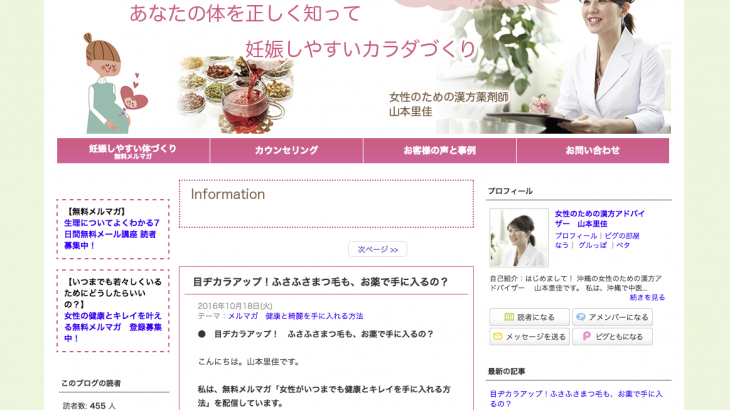 あなたの体を正しく知って
妊娠しやすいカラダづくり
女性のための漢方薬剤師
山本里佳
妊娠しやすい体づくり
無料メルマガ
カウンセリング
お客様の声と事例
お問い合わせ
【無料メルマガ】
生理についてよくわかる7
日間無料メール講座 読者
募集中！
【いつまでも若々しくいる
ためにどうしたらいい
の？】
女性の健康とキレイを叶え
る無料メルマガ　登録募集
中！
このブログの読者
読者数: 455 人
Information
次ページ >>
目ヂカラアップ！ふさふさまつ毛も、お薬で手に入るの？
2016年10月18日(火)
テーマ：メルマガ　健康と綺麗を手に入れる方法
●　目ヂカラアップ！　ふさふさまつ毛も、お薬で手に入るの？
こんにちは。山本里佳です。
私は、無料メルマガ「女性がいつまでも健康とキレイを手に入れる方
法」を配信しています。
プロフィール
女性のための漢方アドバイ
ザー　山本里佳
プロフィール｜ピグの部屋
なう｜ グルっぽ ｜ペタ
自己紹介：はじめまして！ 沖縄の女性のための漢方ア
ドバイザー　山本里佳です。 私は、沖縄で中医...
続きを見る
読者になる
アメンバーになる
メッセージを送る
ピグともになる
最新の記事
目ヂカラアップ！ふさふさまつ毛も、お薬で手に入
るの？